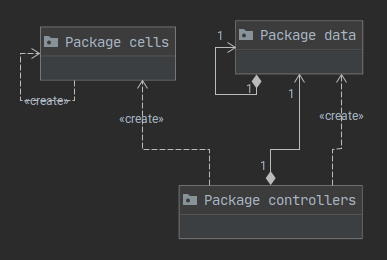 Package cells
Package data
1
1
«create»
1
«create»
«create»
1
Package controllers